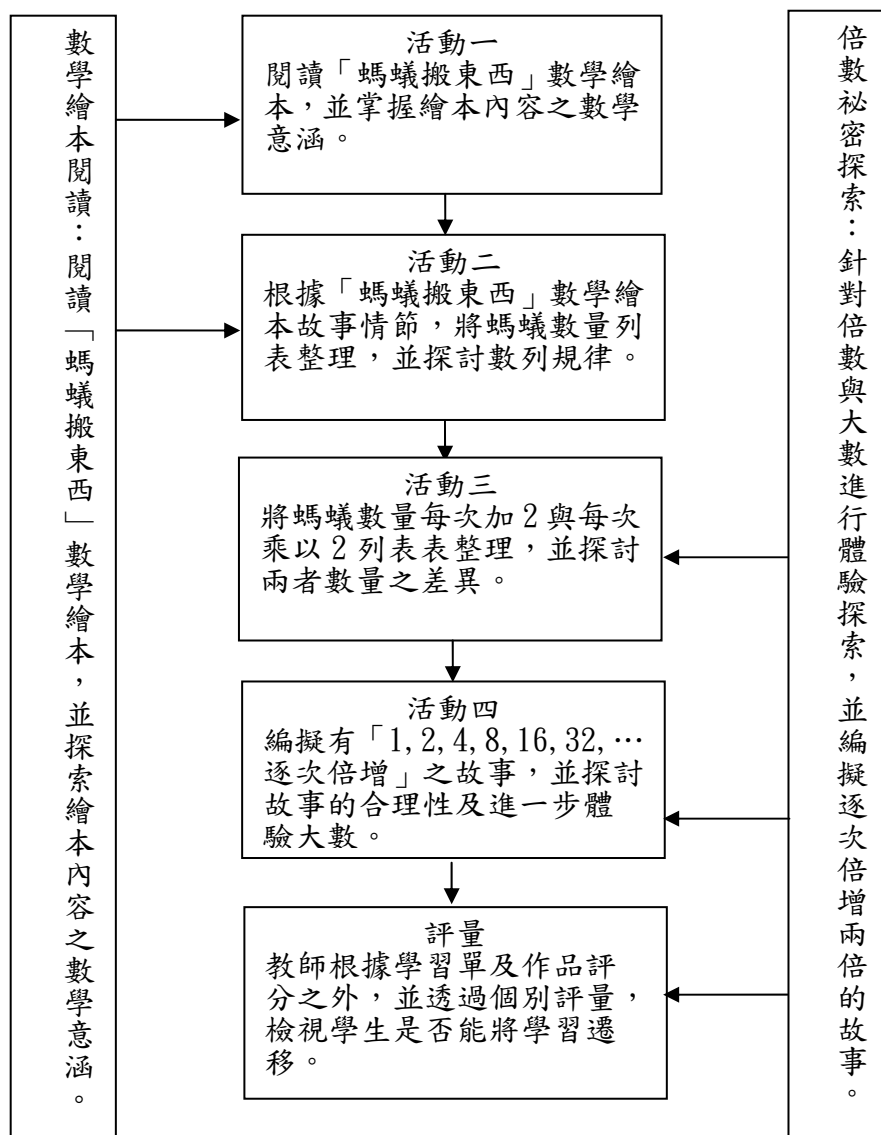 數學繪本閱讀：閱讀「螞蟻搬東西」數學繪本，並探索繪本內容之數學意涵。
活動一
閱讀「螞蟻搬東西」數學繪
本，並掌握繪本內容之數學
意涵。
活動二
根據「螞蟻搬東西」數學繪
本故事情節，將螞蟻數量列
表整理，並探討數列規律。
活動三
將螞蟻數量每次加2與每次
乘以2列表表整理，並探討
兩者數量之差異。
活動四
編擬有「1,2,4,8,16,32,…
逐次倍增」之故事，並探討
故事的合理性及進一步體
驗大數。
評量
教師根據學習單及作品評
分之外，並透過個別評量，
檢視學生是否能將學習遷
移。
倍數祕密探索：針對倍數與大數進行體驗探索，並編擬逐次倍增兩倍的故事。